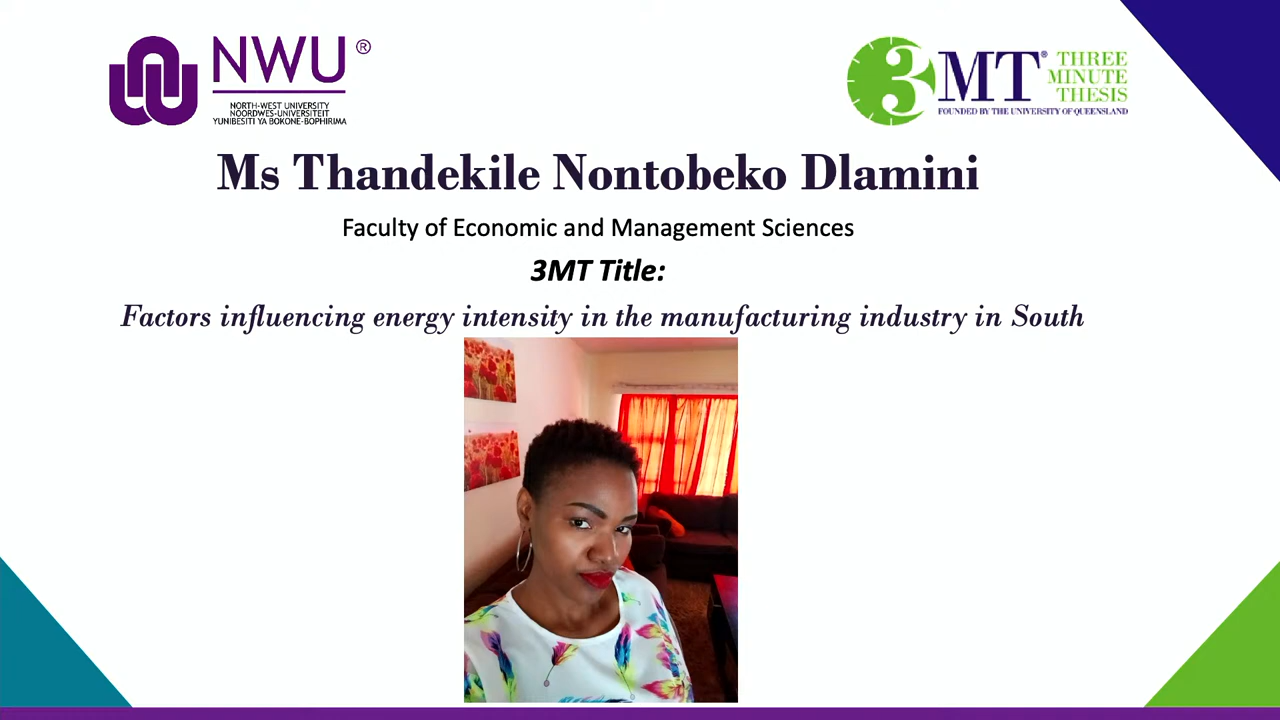 NWU®
NORTH-WEST UNIVERSITY
NOORDWES-UNIVERSITEIT
YUNIBESITI YA BOKONE-BOPHIRIMA
3MT® THREE MINUTE THESIS
FOUNDED BY THE UNIVERSITY OF QUEENSLAND
Ms Thandekile Nontobeko Dlamini
Faculty of Economic and Management Sciences
3MT Title:
Factors influencing energy intensity in the manufacturing industry in South